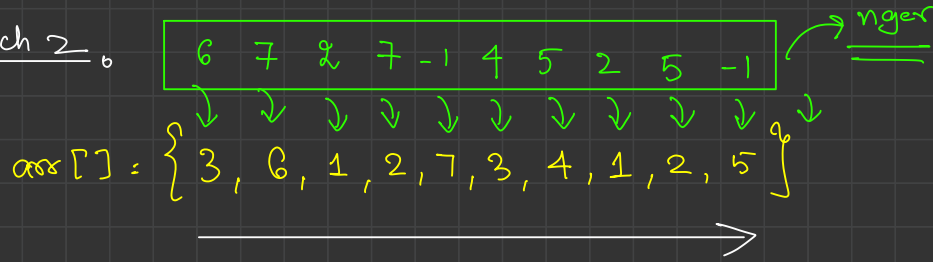 ch 2.
6 7 2 7 -1 4 5 2 5 -1
nger
arr[] = {3, 6, 1, 2, 7, 3, 4, 1, 2, 5}